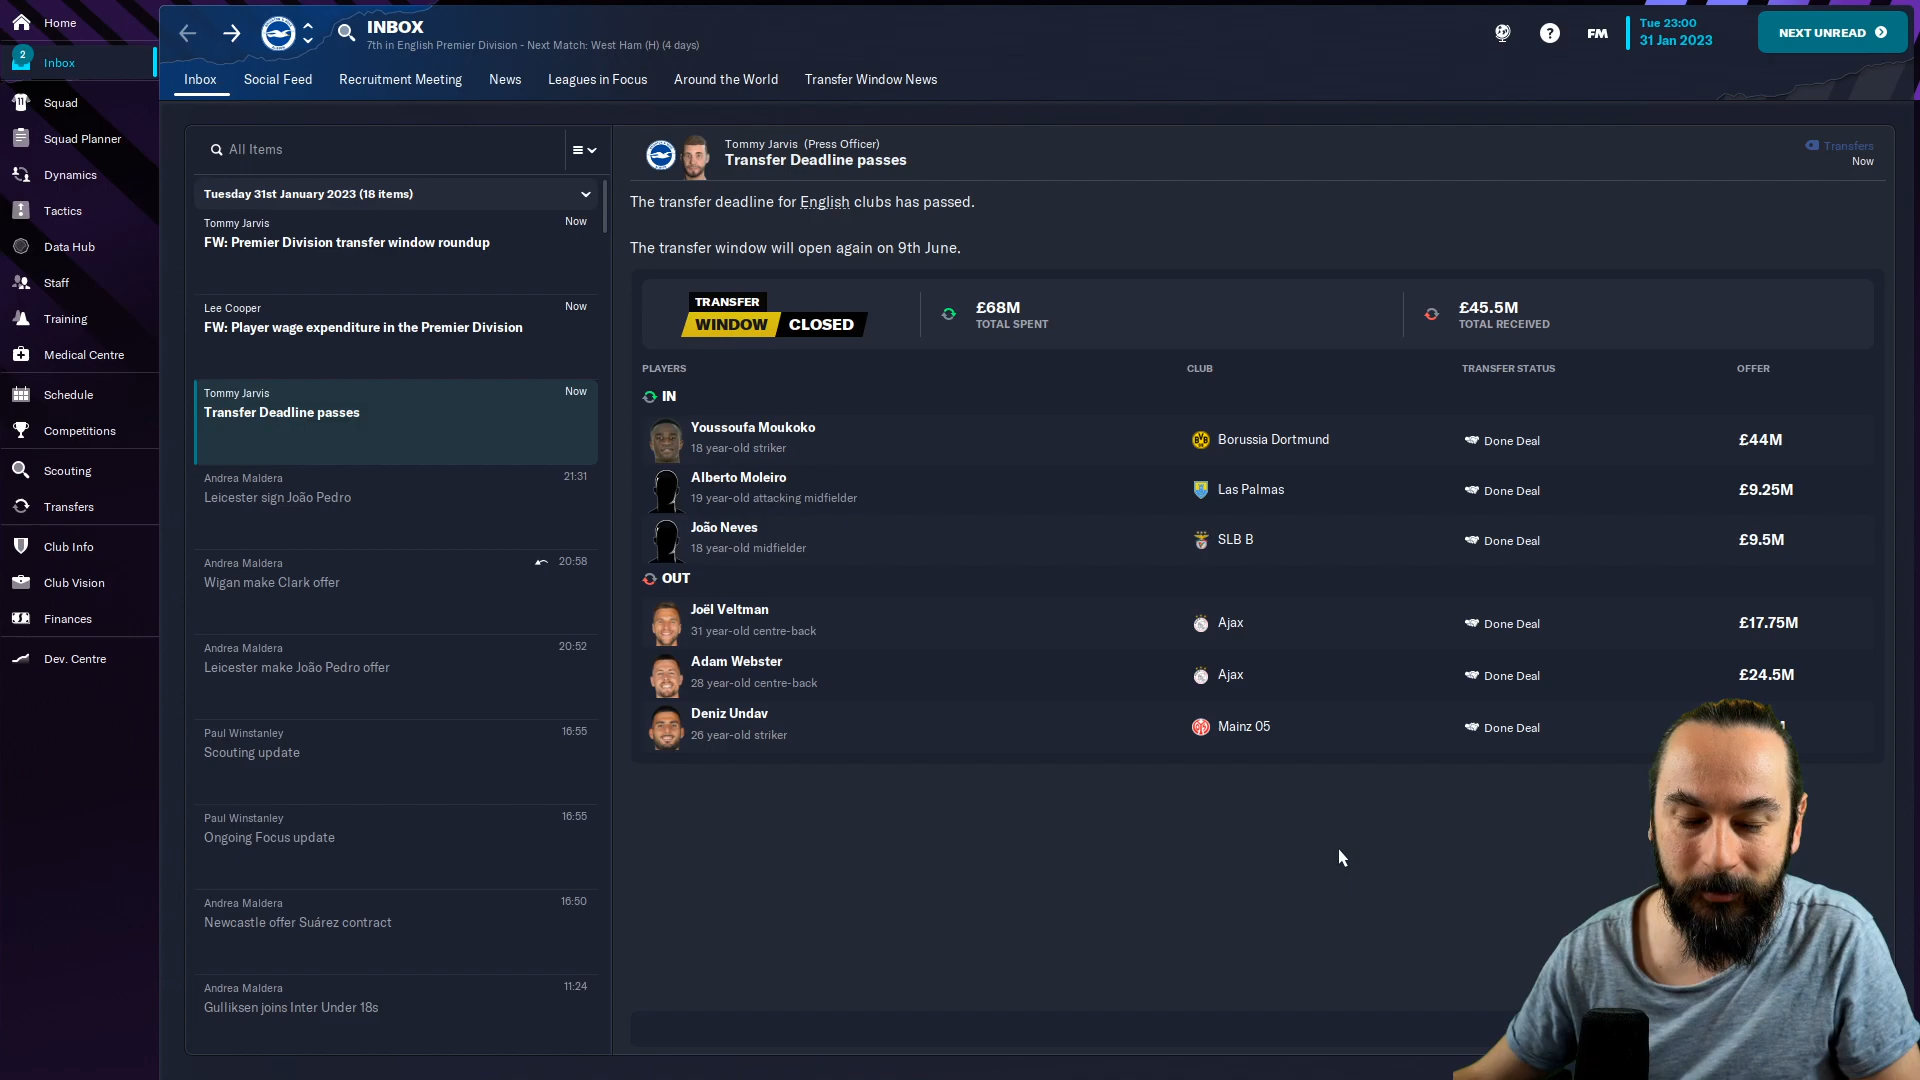 Home
2
Inbox
Squad
Squad Planner
Dynamics
Tactics
Data Hub
Staff
Training
Medical Centre
Schedule
Competitions
Scouting
Transfers
Club Info
Club Vision
Finances
Dev. Centre
INBOX
7th in English Premier Division - Next Match: West Ham (H) (4 days)
FM
Tue 23:00
31 Jan 2023
NEXT UNREAD
Inbox Social Feed Recruitment Meeting News Leagues in Focus Around the World Transfer Window News
All Items
Tuesday 31st January 2023 (18 items)
Tommy Jarvis Now
FW: Premier Division transfer window roundup
Lee Cooper Now
FW: Player wage expenditure in the Premier Division
Tommy Jarvis Now
Transfer Deadline passes
Andrea Maldera 21:31
Leicester sign João Pedro
Andrea Maldera 20:58
Wigan make Clark offer
Andrea Maldera 20:52
Leicester make João Pedro offer
Paul Winstanley 16:55
Scouting update
Paul Winstanley 16:55
Ongoing Focus update
Andrea Maldera 16:50
Newcastle offer Suárez contract
Andrea Maldera 11:24
Gulliksen joins Inter Under 18s
Tommy Jarvis (Press Officer)
Transfer Deadline passes
Transfers
Now
The transfer deadline for English clubs has passed.
The transfer window will open again on 9th June.
TRANSFER
WINDOW CLOSED
£68M
TOTAL SPENT
£45.5M
TOTAL RECEIVED
PLAYERS CLUB TRANSFER STATUS OFFER
IN
Youssoufa Moukoko
18 year-old striker
Borussia Dortmund Done Deal £44M
Alberto Moleiro
19 year-old attacking midfielder
Las Palmas Done Deal £9.25M
João Neves
18 year-old midfielder
SLB B Done Deal £9.5M
OUT
Joël Veltman
31 year-old centre-back
Ajax Done Deal £17.75M
Adam Webster
28 year-old centre-back
Ajax Done Deal £24.5M
Deniz Undav
26 year-old striker
Mainz 05 Done Deal